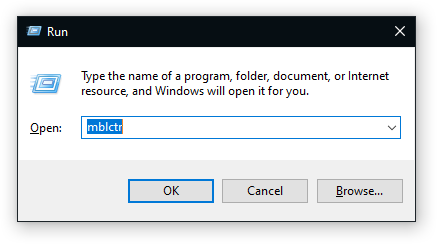 Run
Type the name of a program, folder, document, or Internet
resource, and Windows will open it for you.
Open: mblctr
OK Cancel Browse...